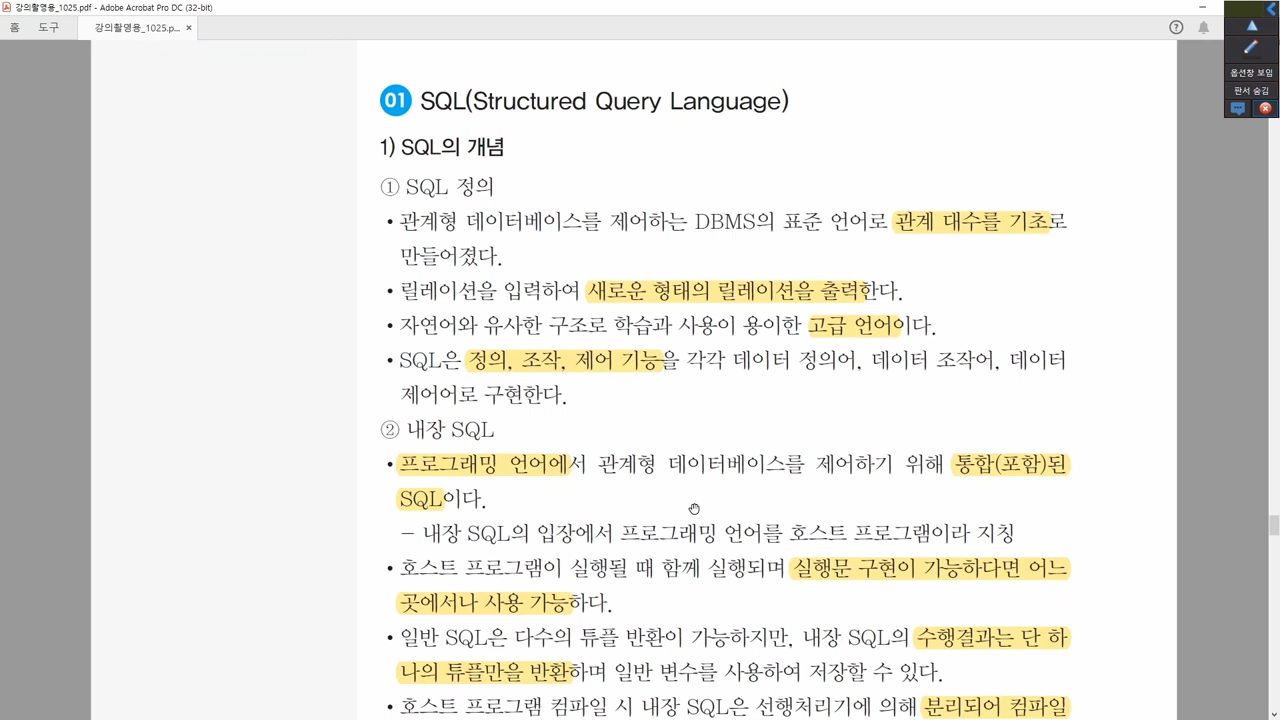 강의촬영용_1025.pdf - Adobe Acrobat Pro DC (32-bit)
홈 도구 강의촬영용_1025.p... ×
옵션창 보임
판서 숨김
01 SQL(Structured Query Language)
1) SQL의 개념
① SQL 정의
• 관계형 데이터베이스를 제어하는 DBMS의 표준 언어로 관계 대수를 기초로
만들어졌다.
• 릴레이션을 입력하여 새로운 형태의 릴레이션을 출력한다.
• 자연어와 유사한 구조로 학습과 사용이 용이한 고급 언어이다.
• SQL은 정의, 조작, 제어 기능을 각각 데이터 정의어, 데이터 조작어, 데이터
제어어로 구현한다.
② 내장 SQL
• 프로그래밍 언어에서 관계형 데이터베이스를 제어하기 위해 통합(포함)된
SQL이다.
– 내장 SQL의 입장에서 프로그래밍 언어를 호스트 프로그램이라 지칭
• 호스트 프로그램이 실행될 때 함께 실행되며 실행문 구현이 가능하다면 어느
곳에서나 사용 가능하다.
• 일반 SQL은 다수의 튜플 반환이 가능하지만, 내장 SQL의 수행결과는 단 하
나의 튜플만을 반환하며 일반 변수를 사용하여 저장할 수 있다.
• 호스트 프로그램 컴파일 시 내장 SQL은 선행처리기에 의해 분리되어 컴파일